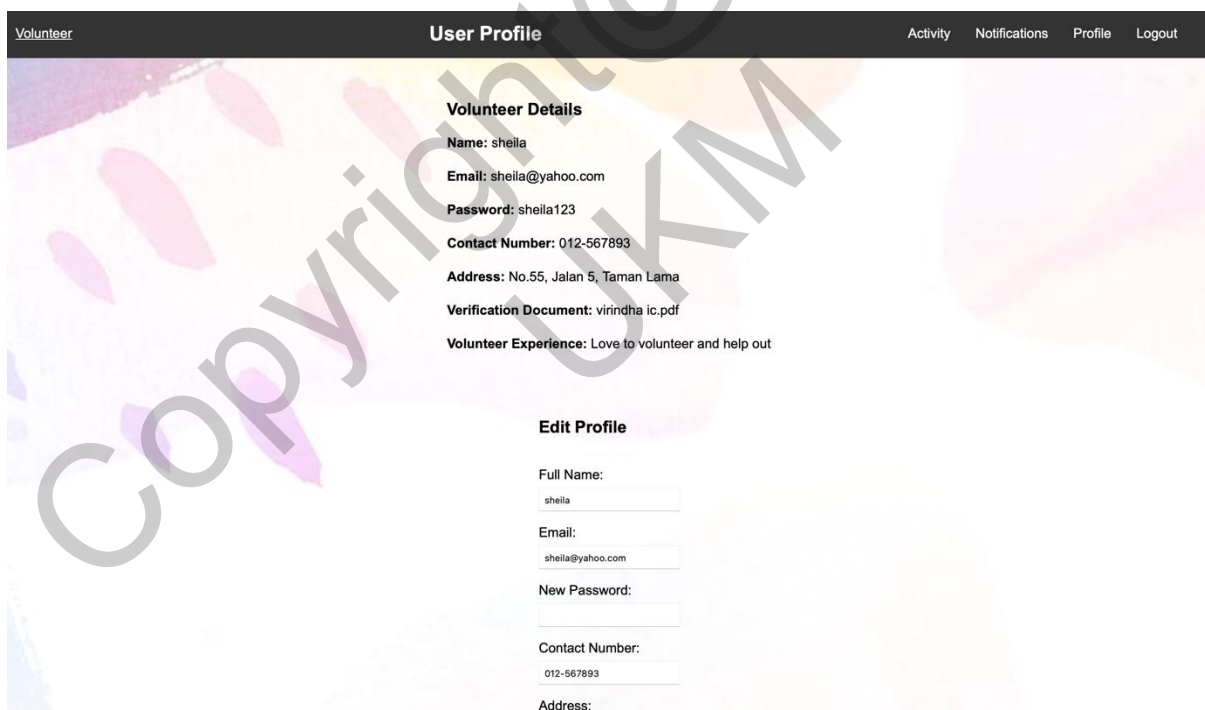 Volunteer
User Profile
Activity Notifications Profile Logout
Volunteer Details
Name: sheila
Email: sheila@yahoo.com
Password: sheila123
Contact Number: 012-567893
Address: No.55, Jalan 5, Taman Lama
Verification Document: virindha ic.pdf
Volunteer Experience: Love to volunteer and help out
Edit Profile
Full Name:
sheila
Email:
sheila@yahoo.com
New Password:
Contact Number:
012-567893
Address:
Copyright@
UKM